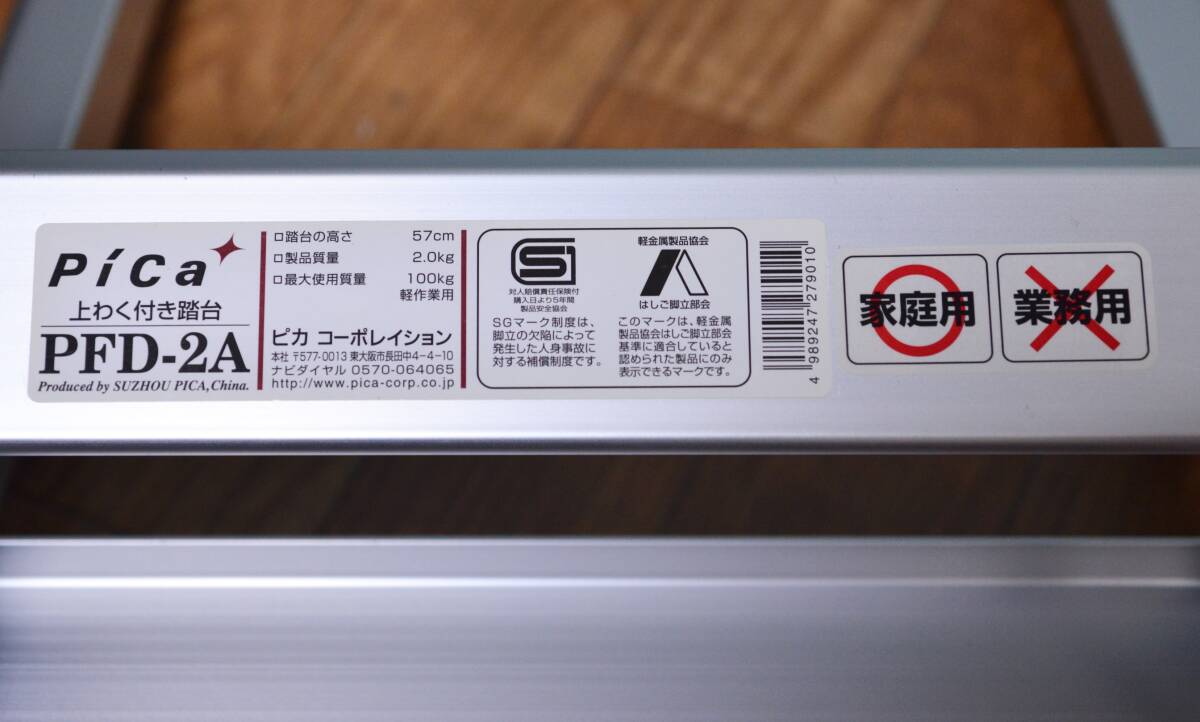 Pica
上わく付き踏台
PFD-2A
Produced by SUZHOU PICA,China.
□踏台の高さ 57cm
□製品質量 2.0kg
□最大使用質量 100kg
軽作業用
ピカ コーポレイション
本社 〒577-0013 東大阪市長田中4-4-10
ナビダイヤル 0570-064065
http://www.pica-corp.co.jp
SG
対人賠償責任保険付
購入日より5年間
製品安全協会
SGマーク制度は、
脚立の欠陥によって
発生した人身事故に
対する補償制度です。
軽金属製品協会
はしご脚立部会
このマークは、軽金属
製品協会はしご脚立部会
基準に適合していると
認められた製品にのみ
表示できるマークです。
4 989247 279010
家庭用
業務用